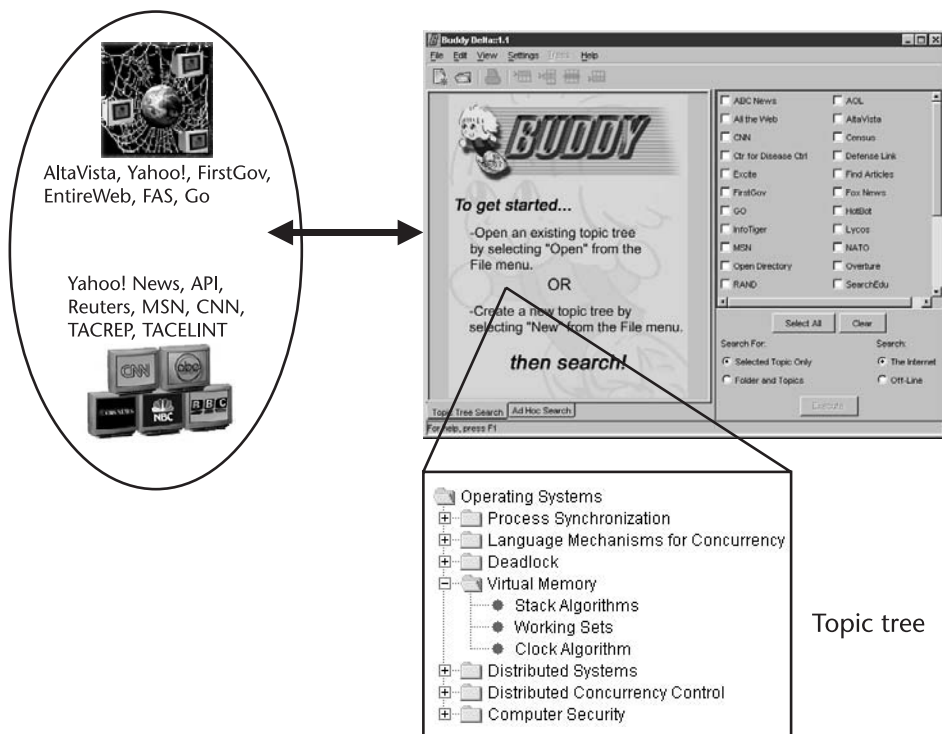 AltaVista, Yahoo!, FirstGov,
EntireWeb, FAS, Go
Yahoo! News, API,
Reuters, MSN, CNN,
TACREP, TACELINT
CNN
abc
NBC
BBC
Buddy Delta::1.1
File Edit View Settings Help
BUDDY
To get started...
-Open an existing topic tree
by selecting "Open" from the
File menu.
OR
-Create a new topic tree by
selecting "New" from the File menu.
then search!
Topic Tree Search Ad Hoc Search
For help, press F1
ABC News AOL
All the Web AltaVista
CNN Census
Ctr for Disease Ctrl Defense Link
Excite Find Articles
FirstGov Fox News
GO HotBot
InfoTiger Lycos
MSN NATO
Open Directory Overture
RAND SearchEdu
Select All Clear
Search For: Search:
Selected Topic Only The Internet
Folder and Topics Off-Line
Execute
Operating Systems
Process Synchronization
Language Mechanisms for Concurrency
Deadlock
Virtual Memory
Stack Algorithms
Working Sets
Clock Algorithm
Distributed Systems
Distributed Concurrency Control
Computer Security
Topic tree